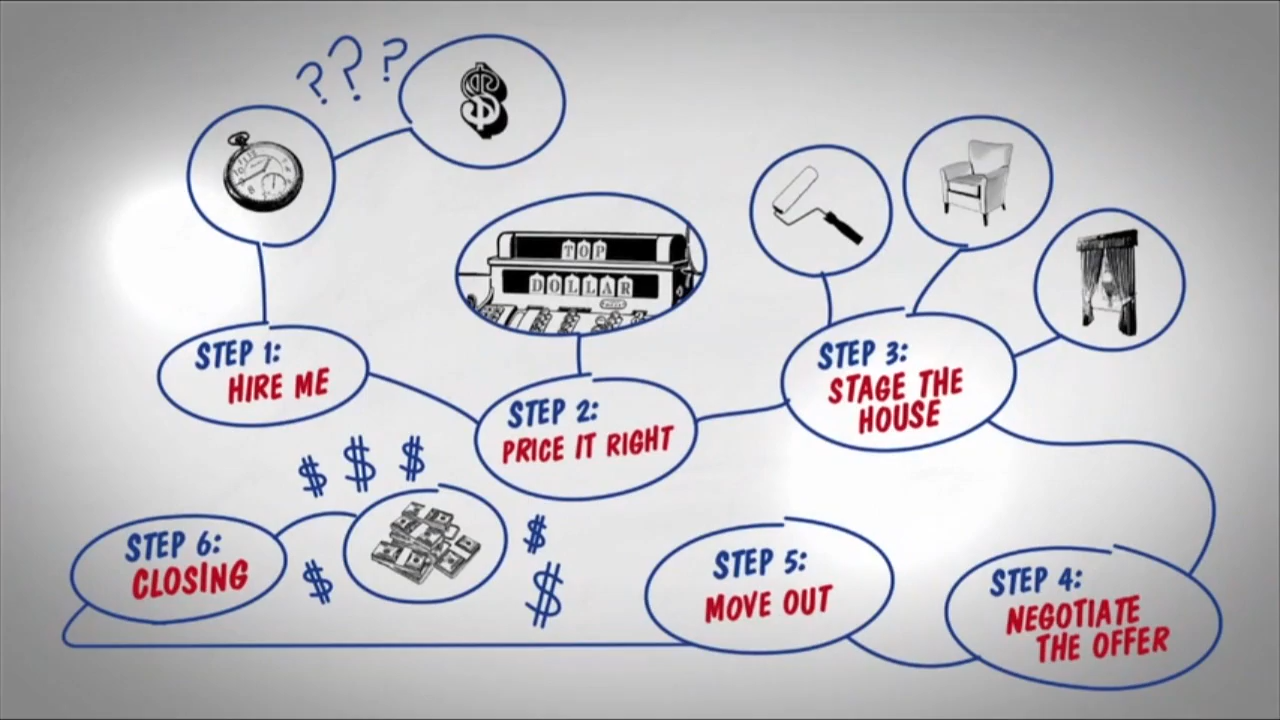 ???
$
TOP
DOLLAR
STEP 1:
HIRE ME
STEP 2:
PRICE IT RIGHT
STEP 3:
STAGE THE
HOUSE
$ $ $
STEP 6:
CLOSING
$
$
$
STEP 5:
MOVE OUT
STEP 4:
NEGOTIATE
THE OFFER